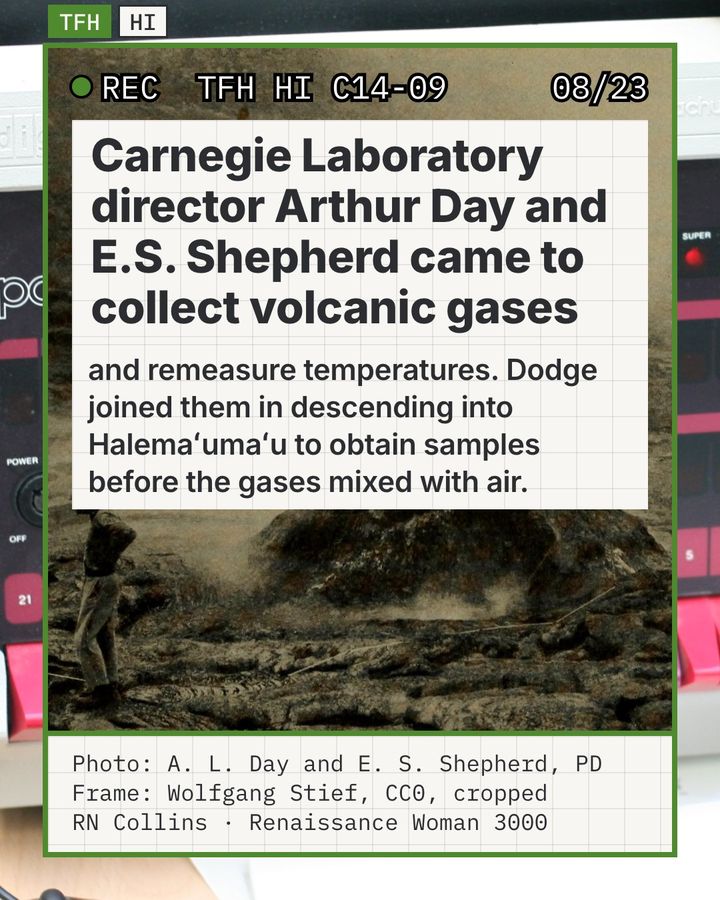 TFH HI
REC TFH HI C14-09 08/23
Carnegie Laboratory
director Arthur Day and
E.S. Shepherd came to
collect volcanic gases
and remeasure temperatures. Dodge
joined them in descending into
Halemaʻumaʻu to obtain samples
before the gases mixed with air.
SUPER
POWER
OFF
21
5
Photo: A. L. Day and E. S. Shepherd, PD
Frame: Wolfgang Stief, CC0, cropped
RN Collins · Renaissance Woman 3000